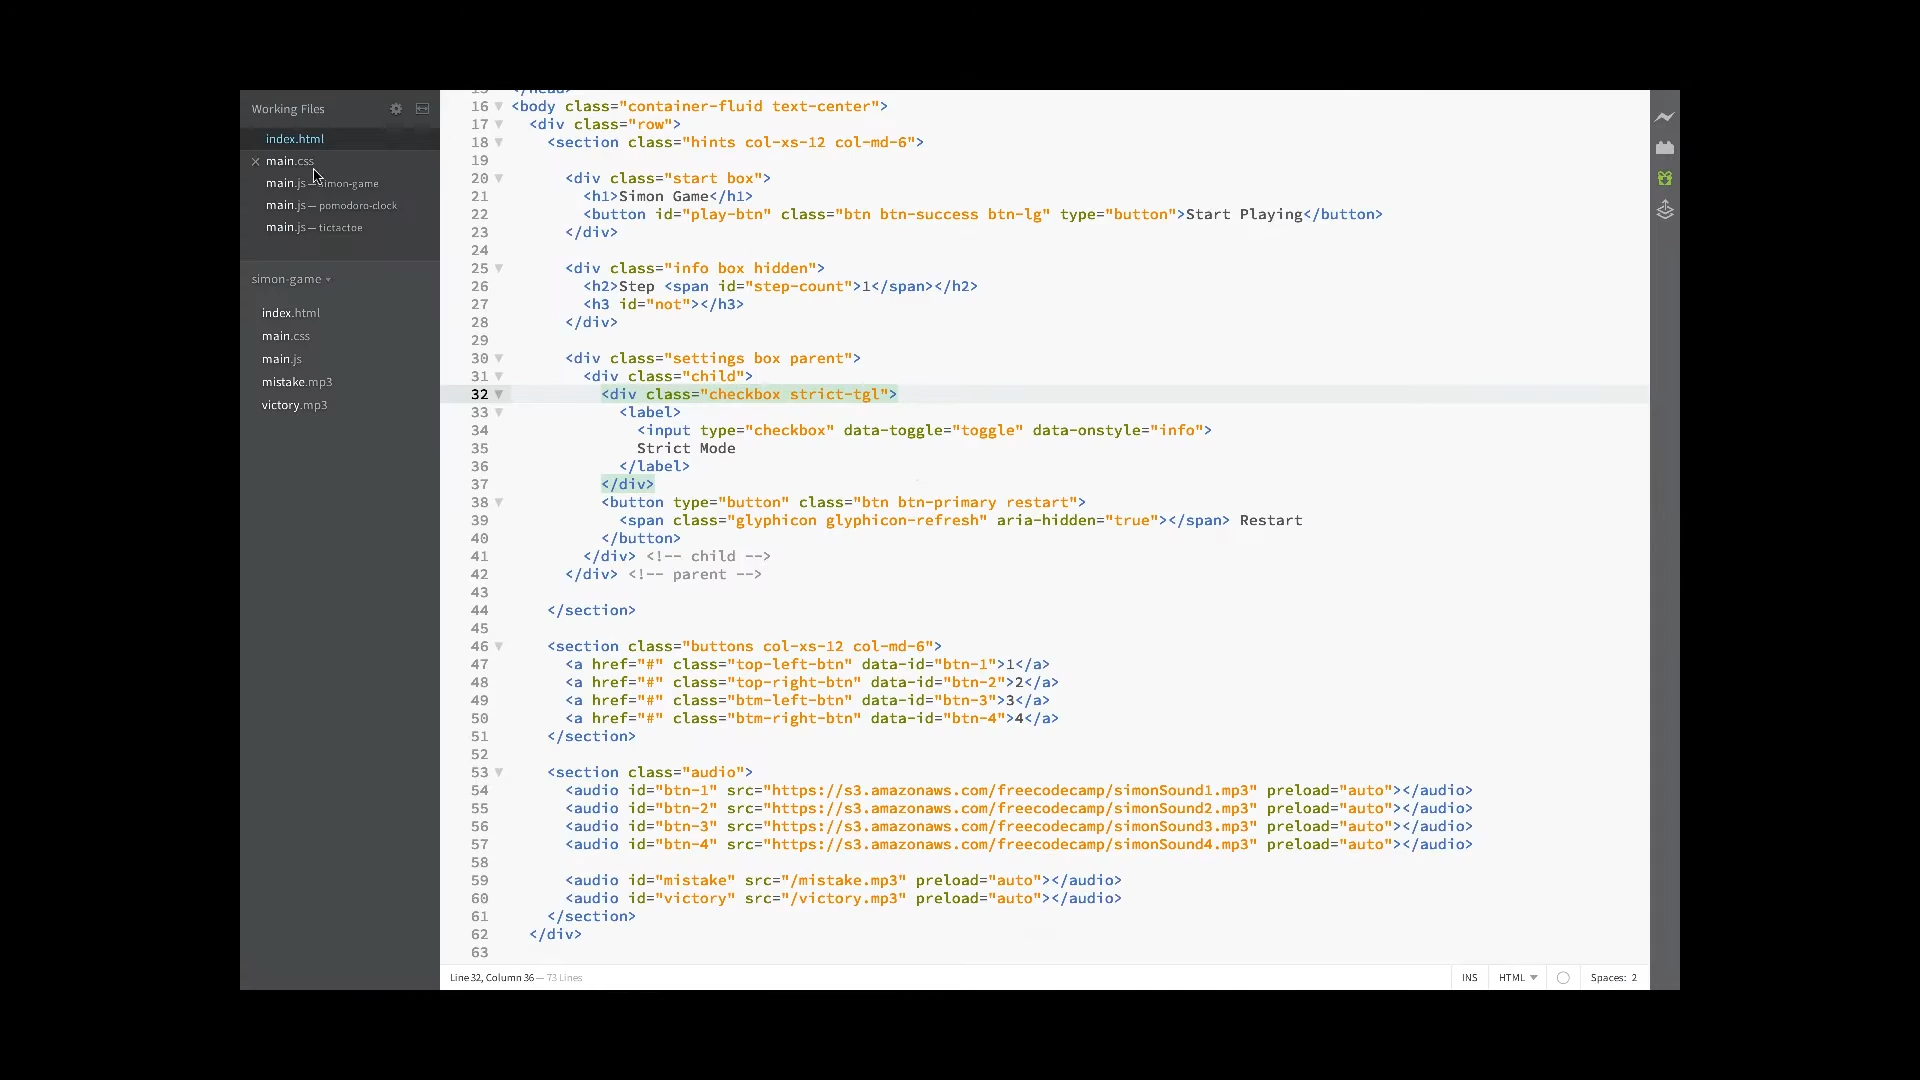 Working Files
index.html
main.css
main.js — simon-game
main.js — pomodoro-clock
main.js — tictactoe
simon-game
index.html
main.css
main.js
mistake.mp3
victory.mp3
15 </head>
16 <body class="container-fluid text-center">
17 <div class="row">
18 <section class="hints col-xs-12 col-md-6">
19
20 <div class="start box">
21 <h1>Simon Game</h1>
22 <button id="play-btn" class="btn btn-success btn-lg" type="button">Start Playing</button>
23 </div>
24
25 <div class="info box hidden">
26 <h2>Step <span id="step-count">1</span></h2>
27 <h3 id="not"></h3>
28 </div>
29
30 <div class="settings box parent">
31 <div class="child">
32 <div class="checkbox strict-tgl">
33 <label>
34 <input type="checkbox" data-toggle="toggle" data-onstyle="info">
35 Strict Mode
36 </label>
37 </div>
38 <button type="button" class="btn btn-primary restart">
39 <span class="glyphicon glyphicon-refresh" aria-hidden="true"></span> Restart
40 </button>
41 </div> <!-- child -->
42 </div> <!-- parent -->
43
44 </section>
45
46 <section class="buttons col-xs-12 col-md-6">
47 <a href="#" class="top-left-btn" data-id="btn-1">1</a>
48 <a href="#" class="top-right-btn" data-id="btn-2">2</a>
49 <a href="#" class="btm-left-btn" data-id="btn-3">3</a>
50 <a href="#" class="btm-right-btn" data-id="btn-4">4</a>
51 </section>
52
53 <section class="audio">
54 <audio id="btn-1" src="https://s3.amazonaws.com/freecodecamp/simonSound1.mp3" preload="auto"></audio>
55 <audio id="btn-2" src="https://s3.amazonaws.com/freecodecamp/simonSound2.mp3" preload="auto"></audio>
56 <audio id="btn-3" src="https://s3.amazonaws.com/freecodecamp/simonSound3.mp3" preload="auto"></audio>
57 <audio id="btn-4" src="https://s3.amazonaws.com/freecodecamp/simonSound4.mp3" preload="auto"></audio>
58
59 <audio id="mistake" src="/mistake.mp3" preload="auto"></audio>
60 <audio id="victory" src="/victory.mp3" preload="auto"></audio>
61 </section>
62 </div>
63
Line 32, Column 36 — 73 Lines
INS HTML Spaces: 2